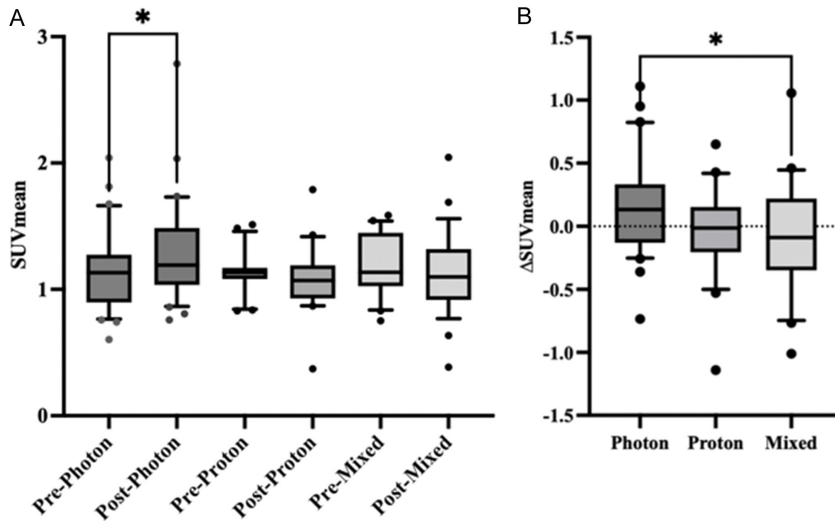 A
*
3
2
1
0
SUVmean
Pre-Photon
Post-Photon
Pre-Proton
Post-Proton
Pre-Mixed
Post-Mixed
B
*
1.5
1.0
0.5
0.0
-0.5
-1.0
-1.5
ΔSUVmean
Photon Proton Mixed